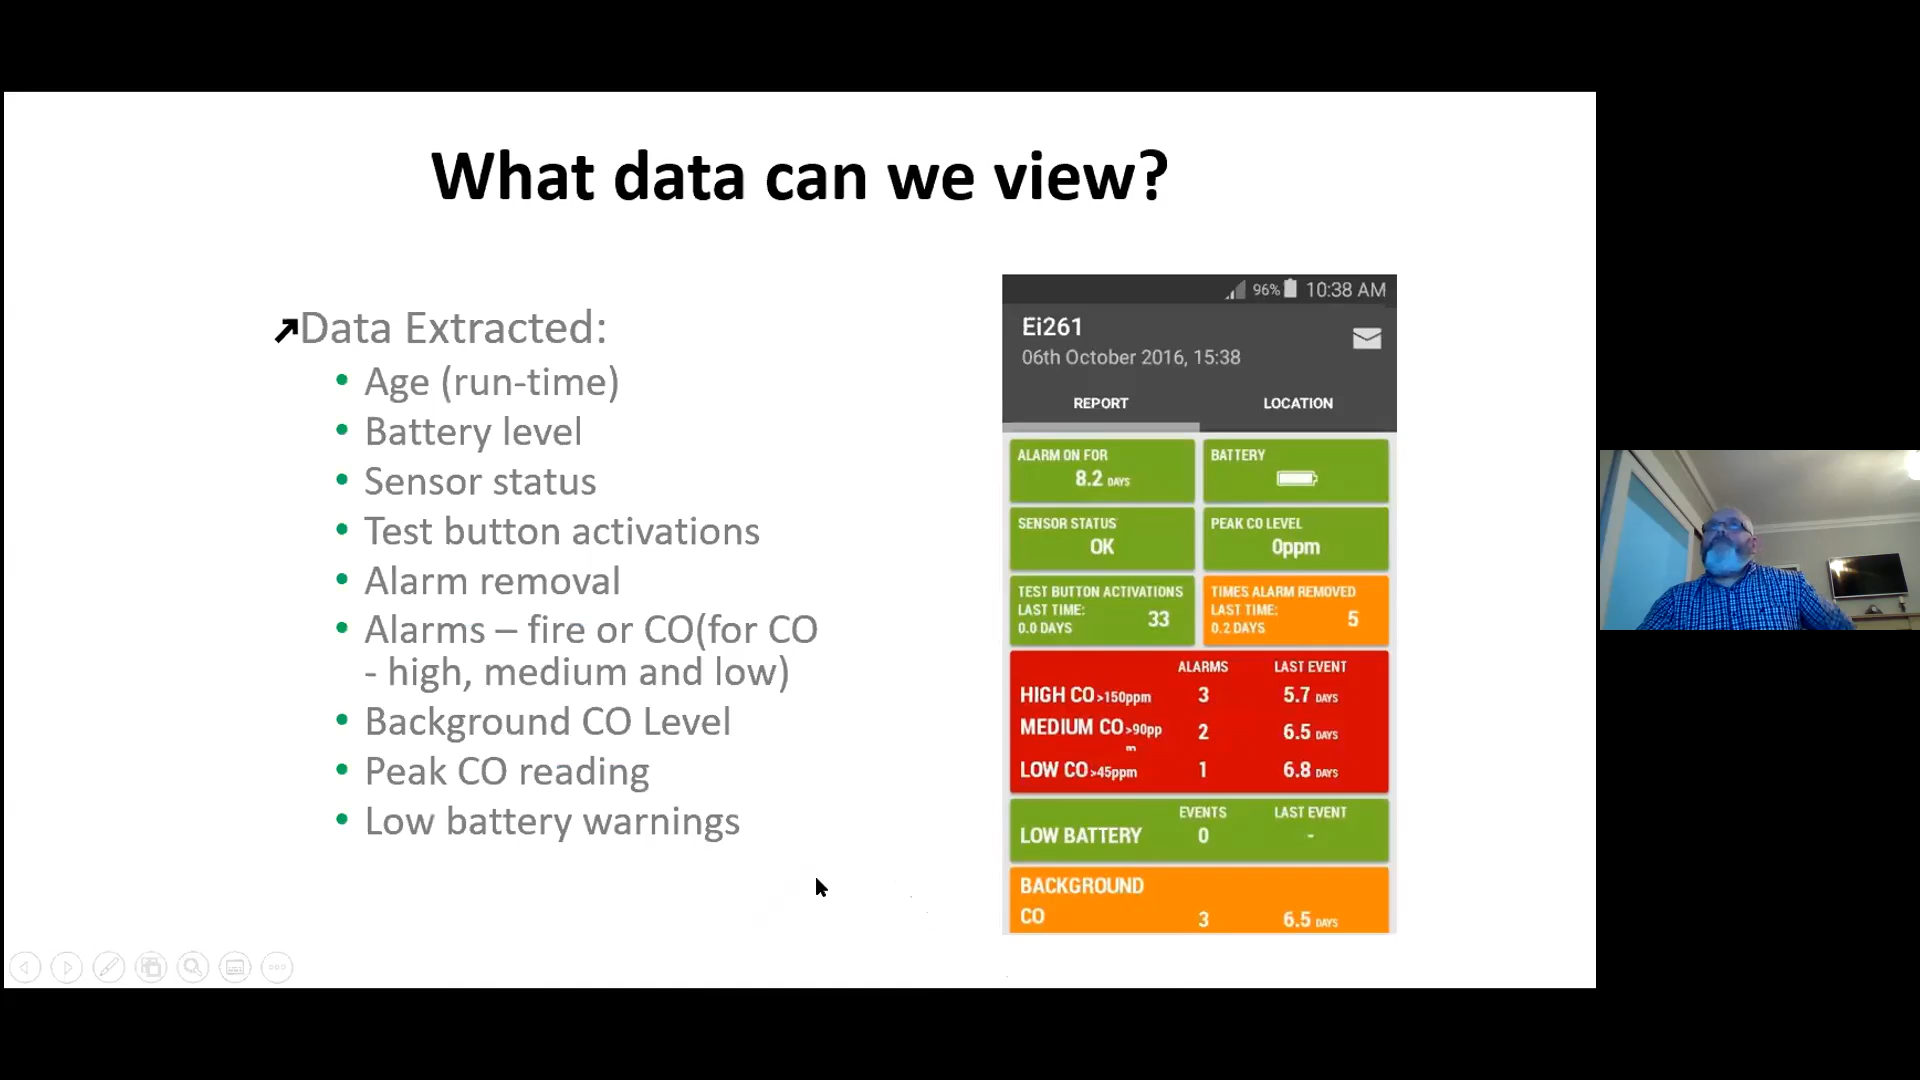 What data can we view?
Data Extracted:
Age (run-time)
Battery level
Sensor status
Test button activations
Alarm removal
Alarms – fire or CO(for CO
- high, medium and low)
Background CO Level
Peak CO reading
Low battery warnings
96% 10:38 AM
Ei261
06th October 2016, 15:38
REPORT LOCATION
ALARM ON FOR
8.2 DAYS
BATTERY
SENSOR STATUS
OK
PEAK CO LEVEL
0ppm
TEST BUTTON ACTIVATIONS
LAST TIME:
0.0 DAYS 33
TIMES ALARM REMOVED
LAST TIME:
0.2 DAYS 5
ALARMS LAST EVENT
HIGH CO >150ppm 3 5.7 DAYS
MEDIUM CO >90pp
m 2 6.5 DAYS
LOW CO >45ppm 1 6.8 DAYS
EVENTS LAST EVENT
LOW BATTERY 0 -
BACKGROUND
CO 3 6.5 DAYS